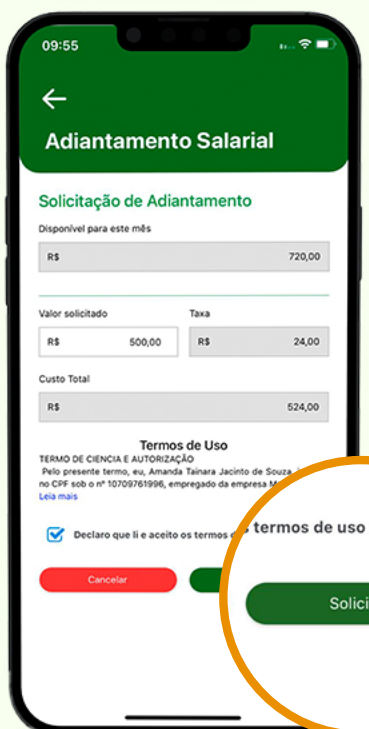 09:55
Adiantamento Salarial
Solicitação de Adiantamento
Disponível para este mês
R$ 720,00
Valor solicitado Taxa
R$ 500,00 R$ 24,00
Custo Total
R$ 524,00
Termos de Uso
TERMO DE CIENCIA E AUTORIZAÇÃO
Pelo presente termo, eu, Amanda Tainara Jacinto de Souza,
no CPF sob o nº 10709761996, empregado da empresa
Leia mais
Declaro que li e aceito os termos
termos de uso
Cancelar
Solici